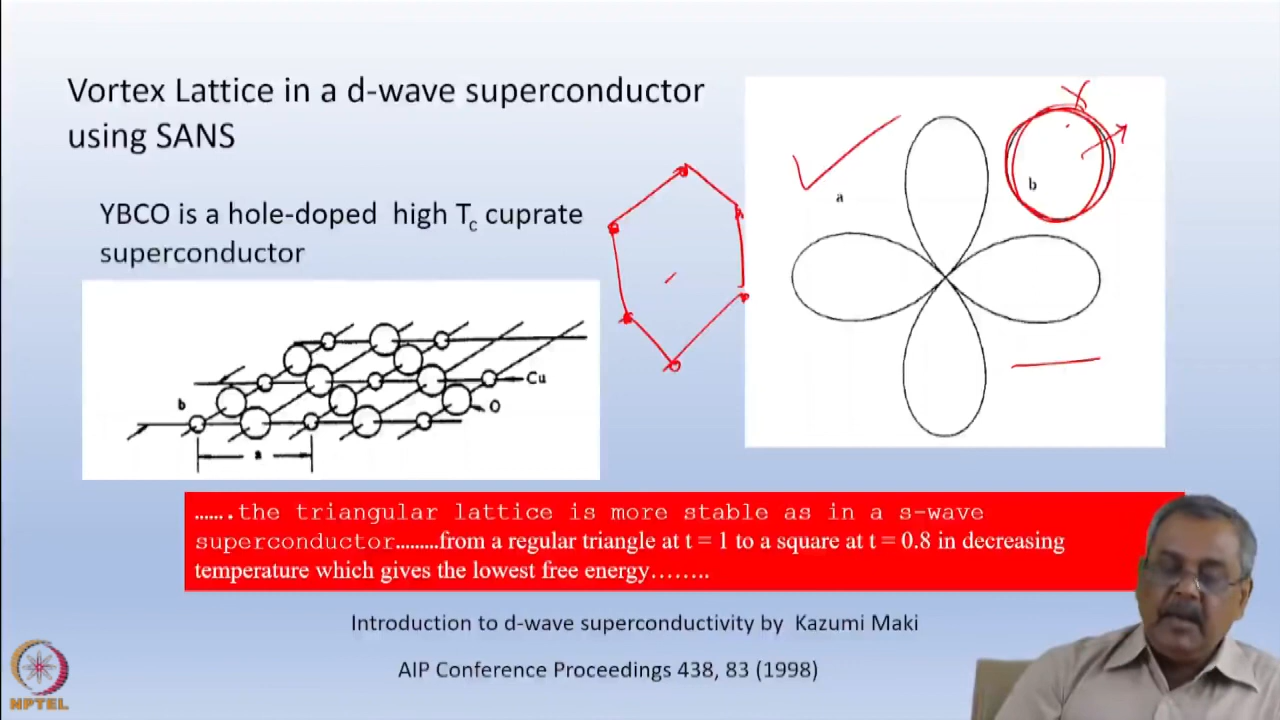 Vortex Lattice in a d-wave superconductor
using SANS
YBCO is a hole-doped high Tc cuprate
superconductor
a
b
b
Cu
O
a
.......the triangular lattice is more stable as in a s-wave
superconductor.........from a regular triangle at t = 1 to a square at t = 0.8 in decreasing
temperature which gives the lowest free energy........
Introduction to d-wave superconductivity by Kazumi Maki
AIP Conference Proceedings 438, 83 (1998)
NPTEL